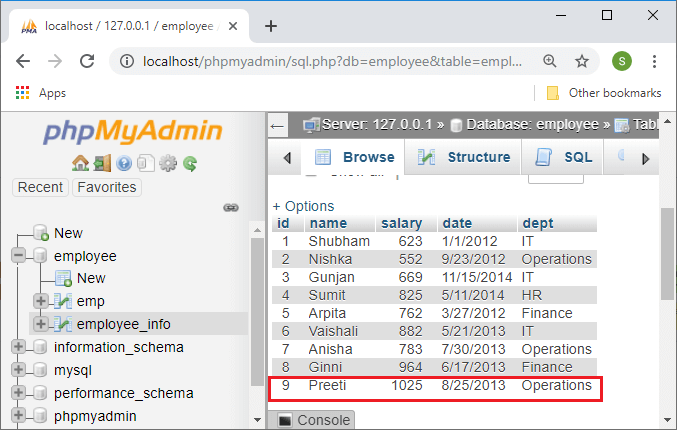 localhost / 127.0.0.1 / employee
localhost/phpmyadmin/sql.php?db=employee&table=empl...
S
Apps
Other bookmarks
phpMyAdmin
Recent
Favorites
New
employee
New
emp
employee_info
information_schema
mysql
performance_schema
phpmyadmin
Server: 127.0.0.1 » Database: employee » Tabl
Browse Structure SQL
+ Options
id name salary date dept
1 Shubham 623 1/1/2012 IT
2 Nishka 552 9/23/2012 Operations
3 Gunjan 669 11/15/2014 IT
4 Sumit 825 5/11/2014 HR
5 Arpita 762 3/27/2012 Finance
6 Vaishali 882 5/21/2013 IT
7 Anisha 783 7/30/2013 Operations
8 Ginni 964 6/17/2013 Finance
9 Preeti 1025 8/25/2013 Operations
Console